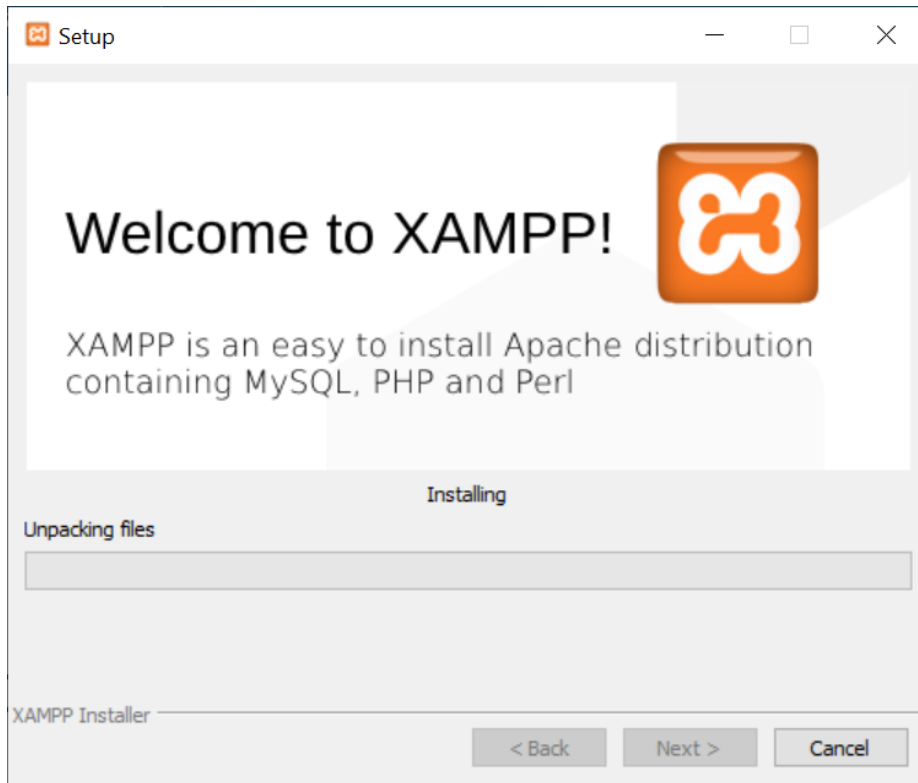 Setup
Welcome to XAMPP!
XAMPP is an easy to install Apache distribution
containing MySQL, PHP and Perl
Installing
Unpacking files
XAMPP Installer
< Back
Next >
Cancel